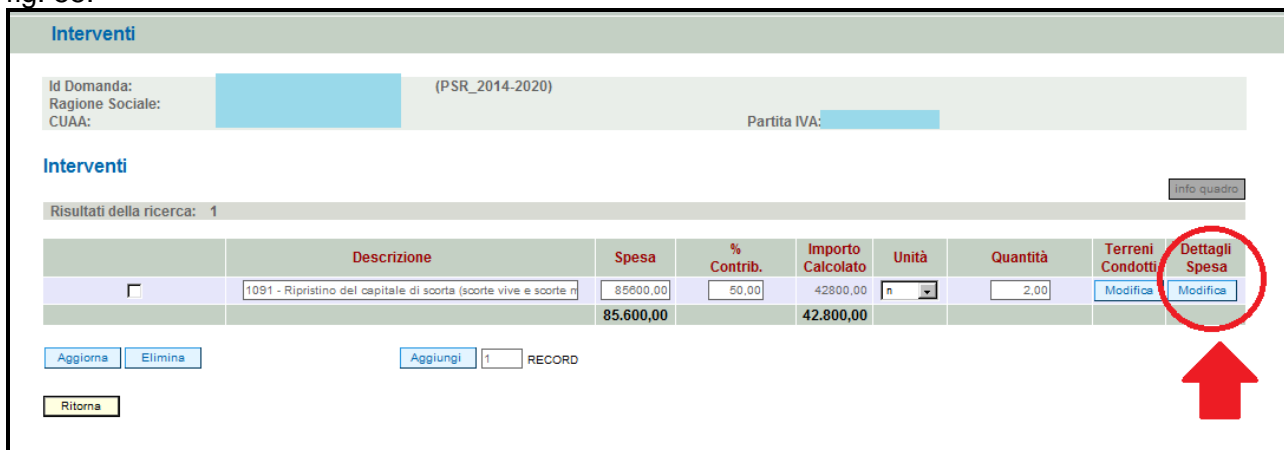 Interventi
Id Domanda: (PSR_2014-2020)
Ragione Sociale:
CUAA: Partita IVA:
Interventi
info quadro
Risultati della ricerca: 1
Descrizione Spesa % Contrib. Importo Calcolato Unità Quantità Terreni Condotti Dettagli Spesa
1091 - Ripristino del capitale di scorta (scorte vive e scorte n 85600,00 50,00 42800,00 n 2,00 Modifica Modifica
85.600,00 42.800,00
Aggiorna Elimina Aggiungi 1 RECORD
Ritorna